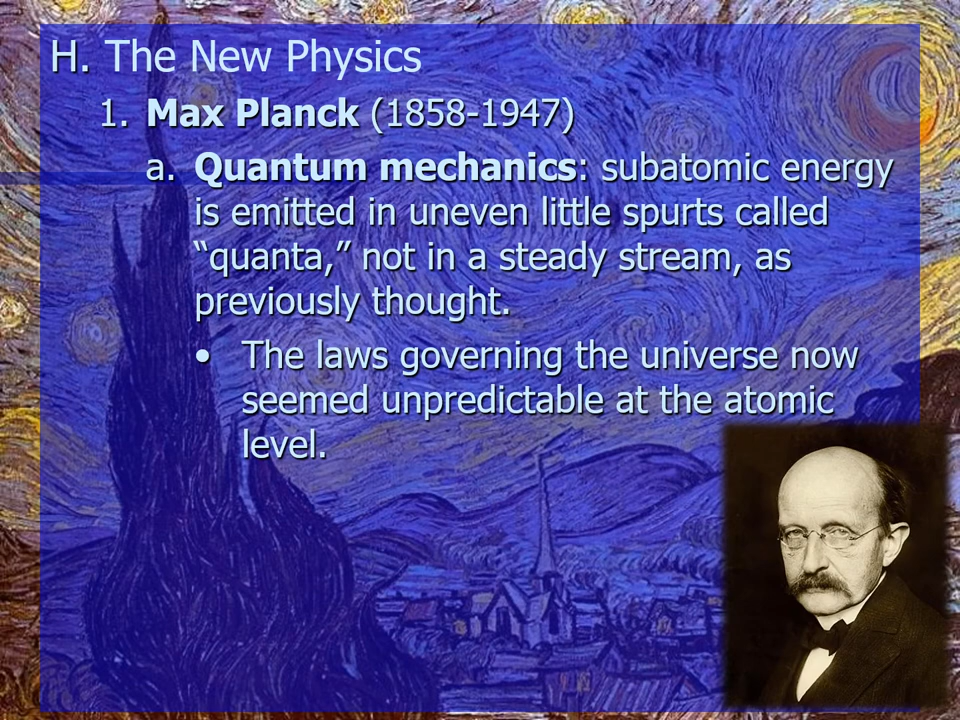 H. The New Physics
1. Max Planck (1858-1947)
a. Quantum mechanics: subatomic energy
is emitted in uneven little spurts called
“quanta,” not in a steady stream, as
previously thought.
• The laws governing the universe now
seemed unpredictable at the atomic
level.